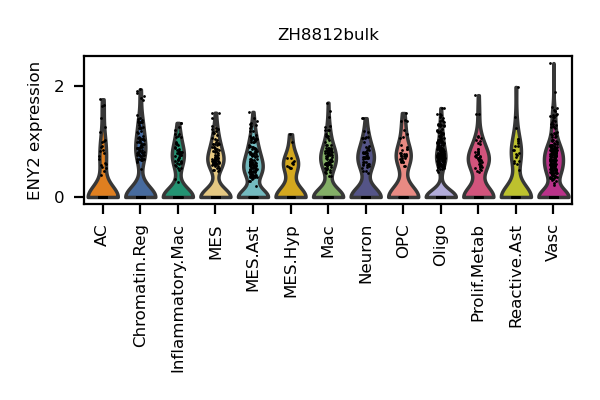 ZH8812bulk
ENY2 expression
2
0
AC
Chromatin.Reg
Inflammatory.Mac
MES
MES.Ast
MES.Hyp
Mac
Neuron
OPC
Oligo
Prolif.Metab
Reactive.Ast
Vasc